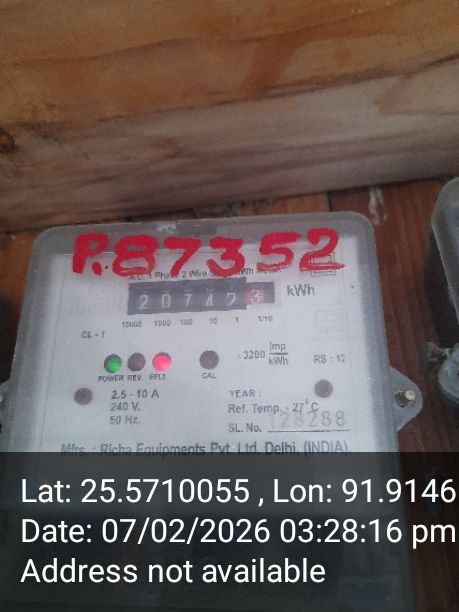 P.87352
A.C. 1 Phase 2 Wire kWh
207423 kWh
10000 1000 100 10 1 1/10
CL - 1
3200 imp/kWh
RS : 12
POWER REV. EFLT CAL
2.5 - 10 A
YEAR :
240 V.
Ref. Temp. - 27°C
50 Hz.
SL. No. 128288
Mfrs. : Richa Equipments Pvt. Ltd. Delhi, (INDIA)
Lat: 25.5710055 , Lon: 91.9146
Date: 07/02/2026 03:28:16 pm
Address not available